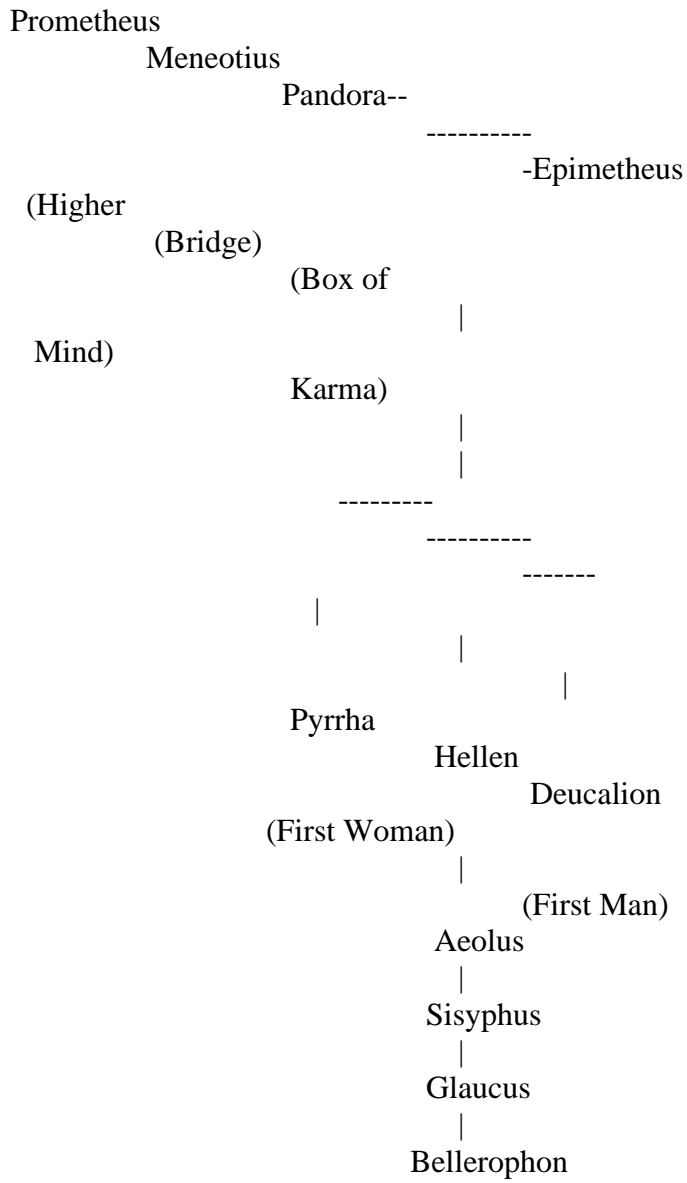 Prometheus
Meneotius
Pandora--
----------
-Epimetheus
(Higher
(Bridge)
(Box of
|
Mind)
Karma)
|
|
---------
----------
-------
|
|
|
Pyrrha
Hellen
Deucalion
(First Woman)
|
(First Man)
Aeolus
|
Sisyphus
|
Glaucus
|
Bellerophon